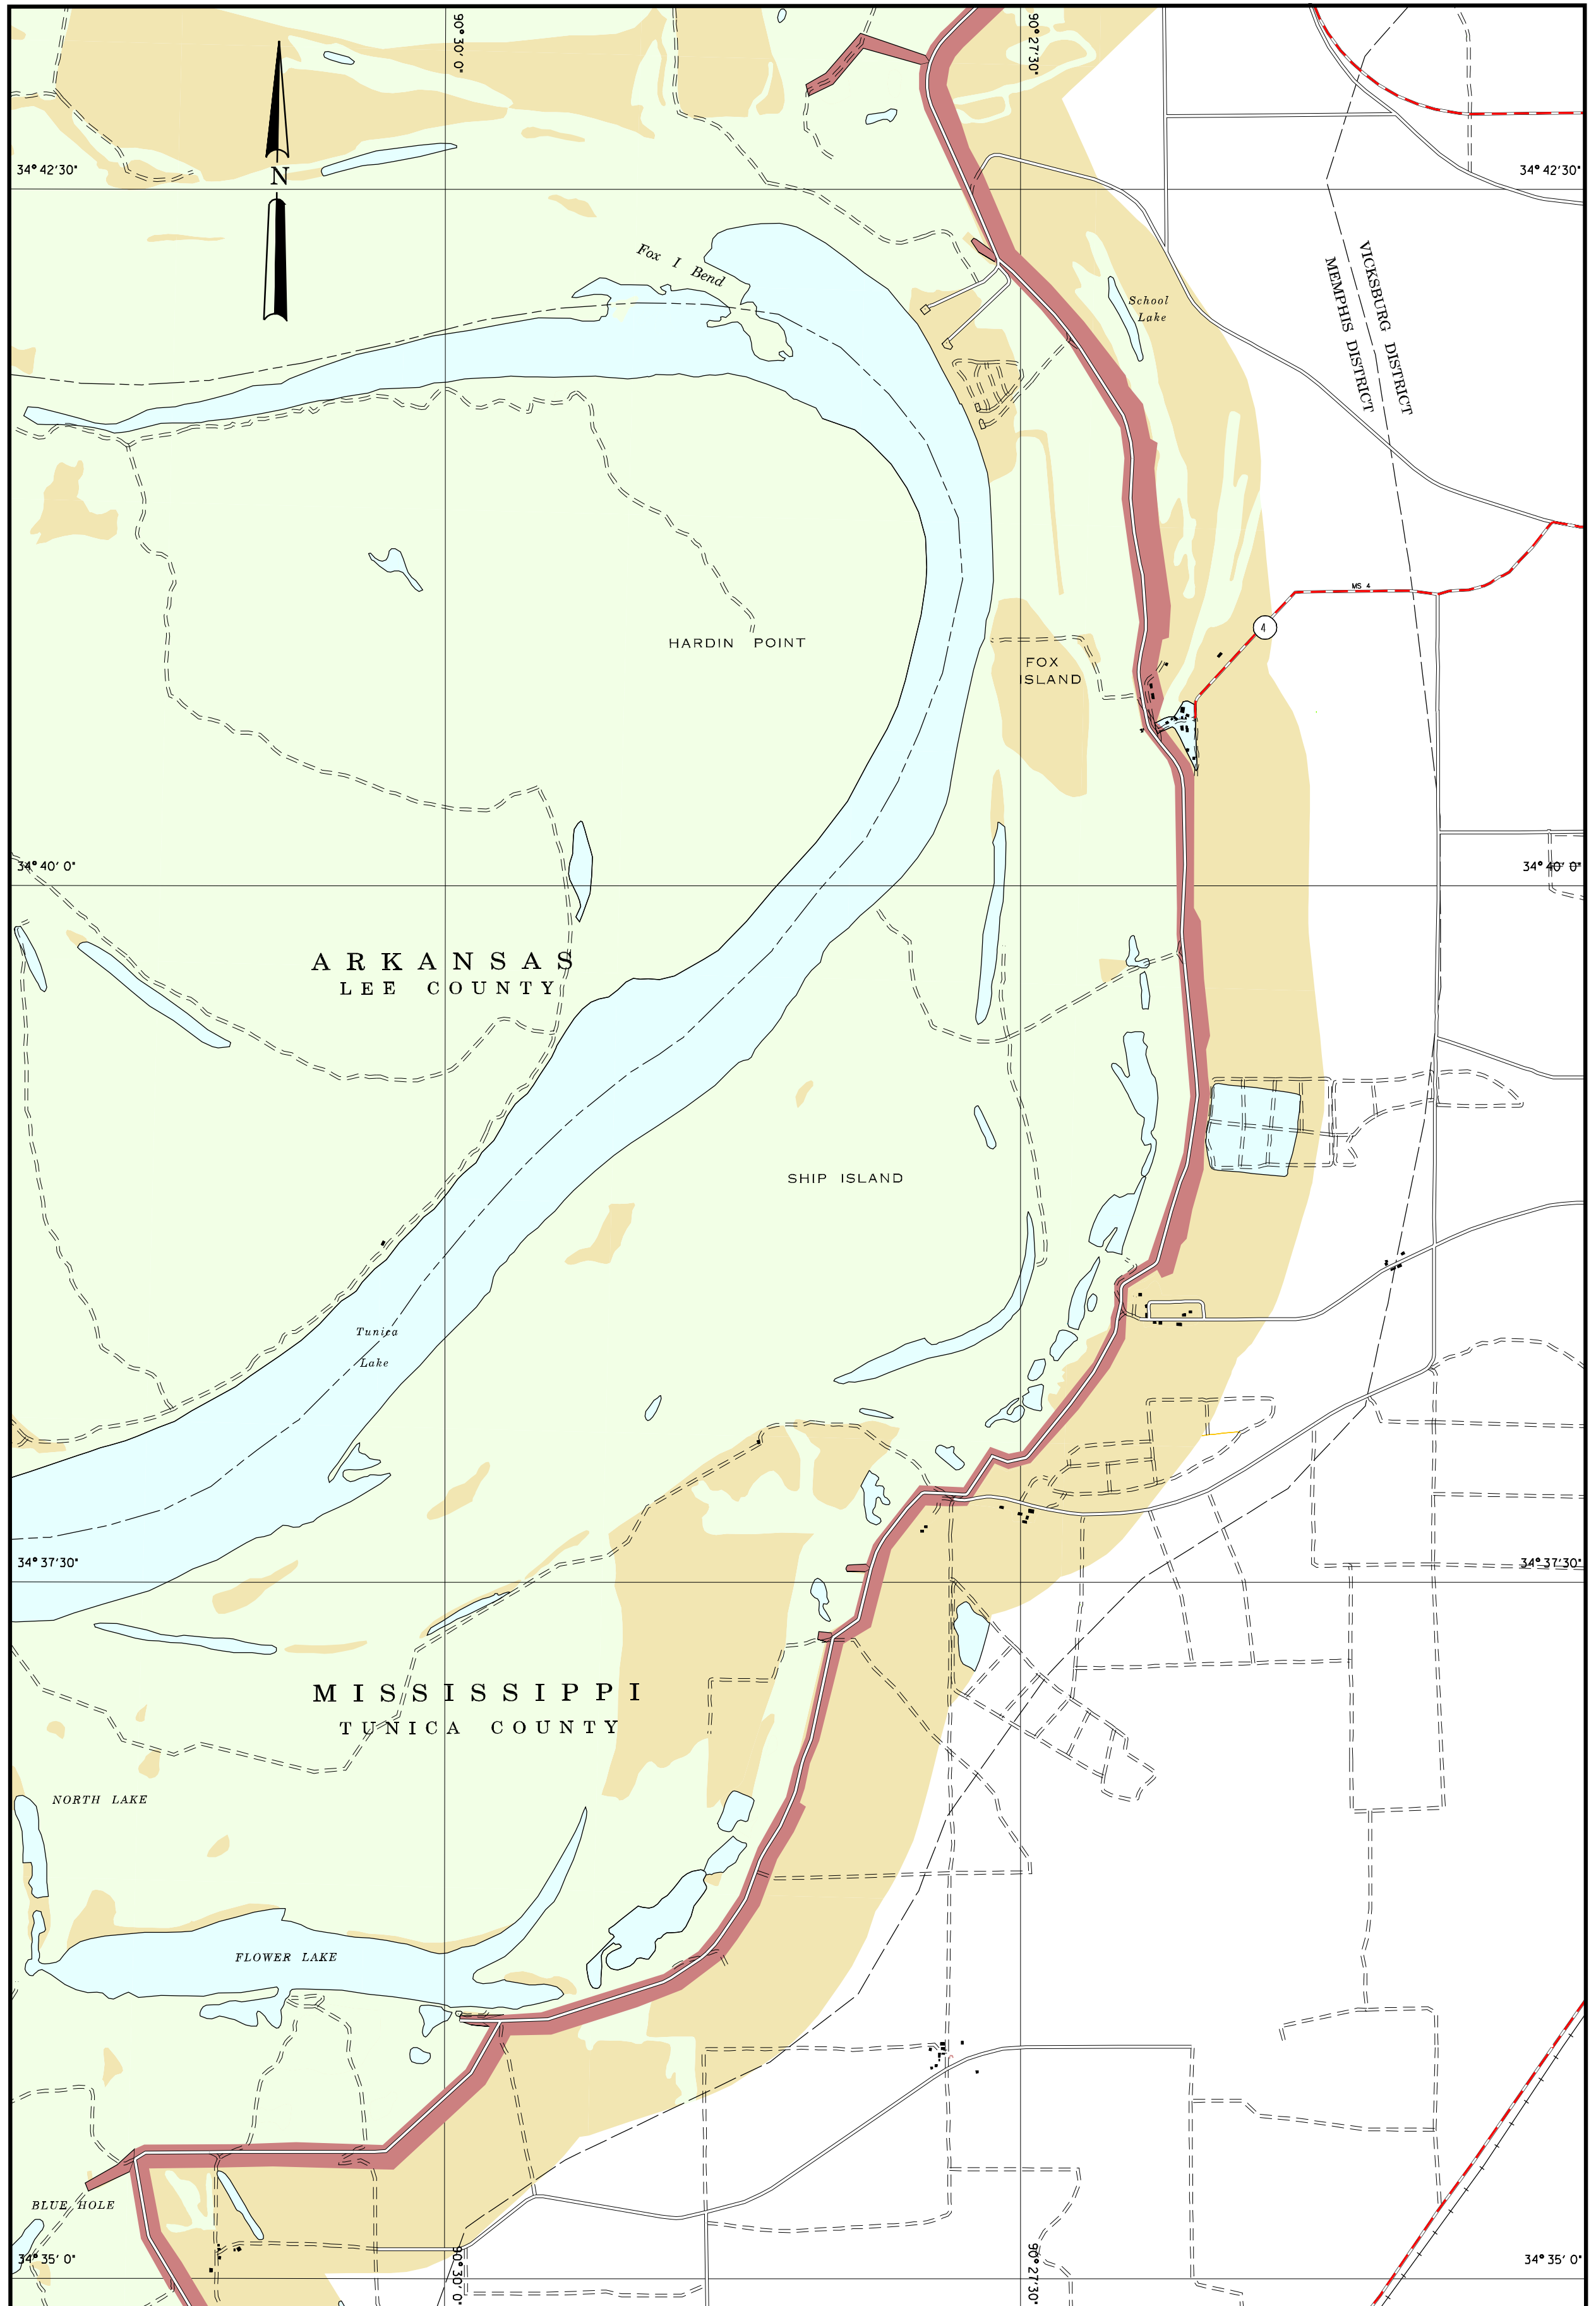 90° 30' 0"
90° 27'30"
34° 42'30"
N
34° 42'30"
Fox I Bend
School
Lake
VICKSBURG DISTRICT
MEMPHIS DISTRICT
MS 4
4
HARDIN POINT
FOX
ISLAND
34° 40' 0"
34° 40' 0"
ARKANSAS
LEE COUNTY
SHIP ISLAND
Tunica
Lake
34° 37'30"
34° 37'30"
MISSISSIPPI
TUNICA COUNTY
NORTH LAKE
FLOWER LAKE
BLUE HOLE
34° 35' 0"
90° 30' 0"
90° 27'30"
34° 35' 0"